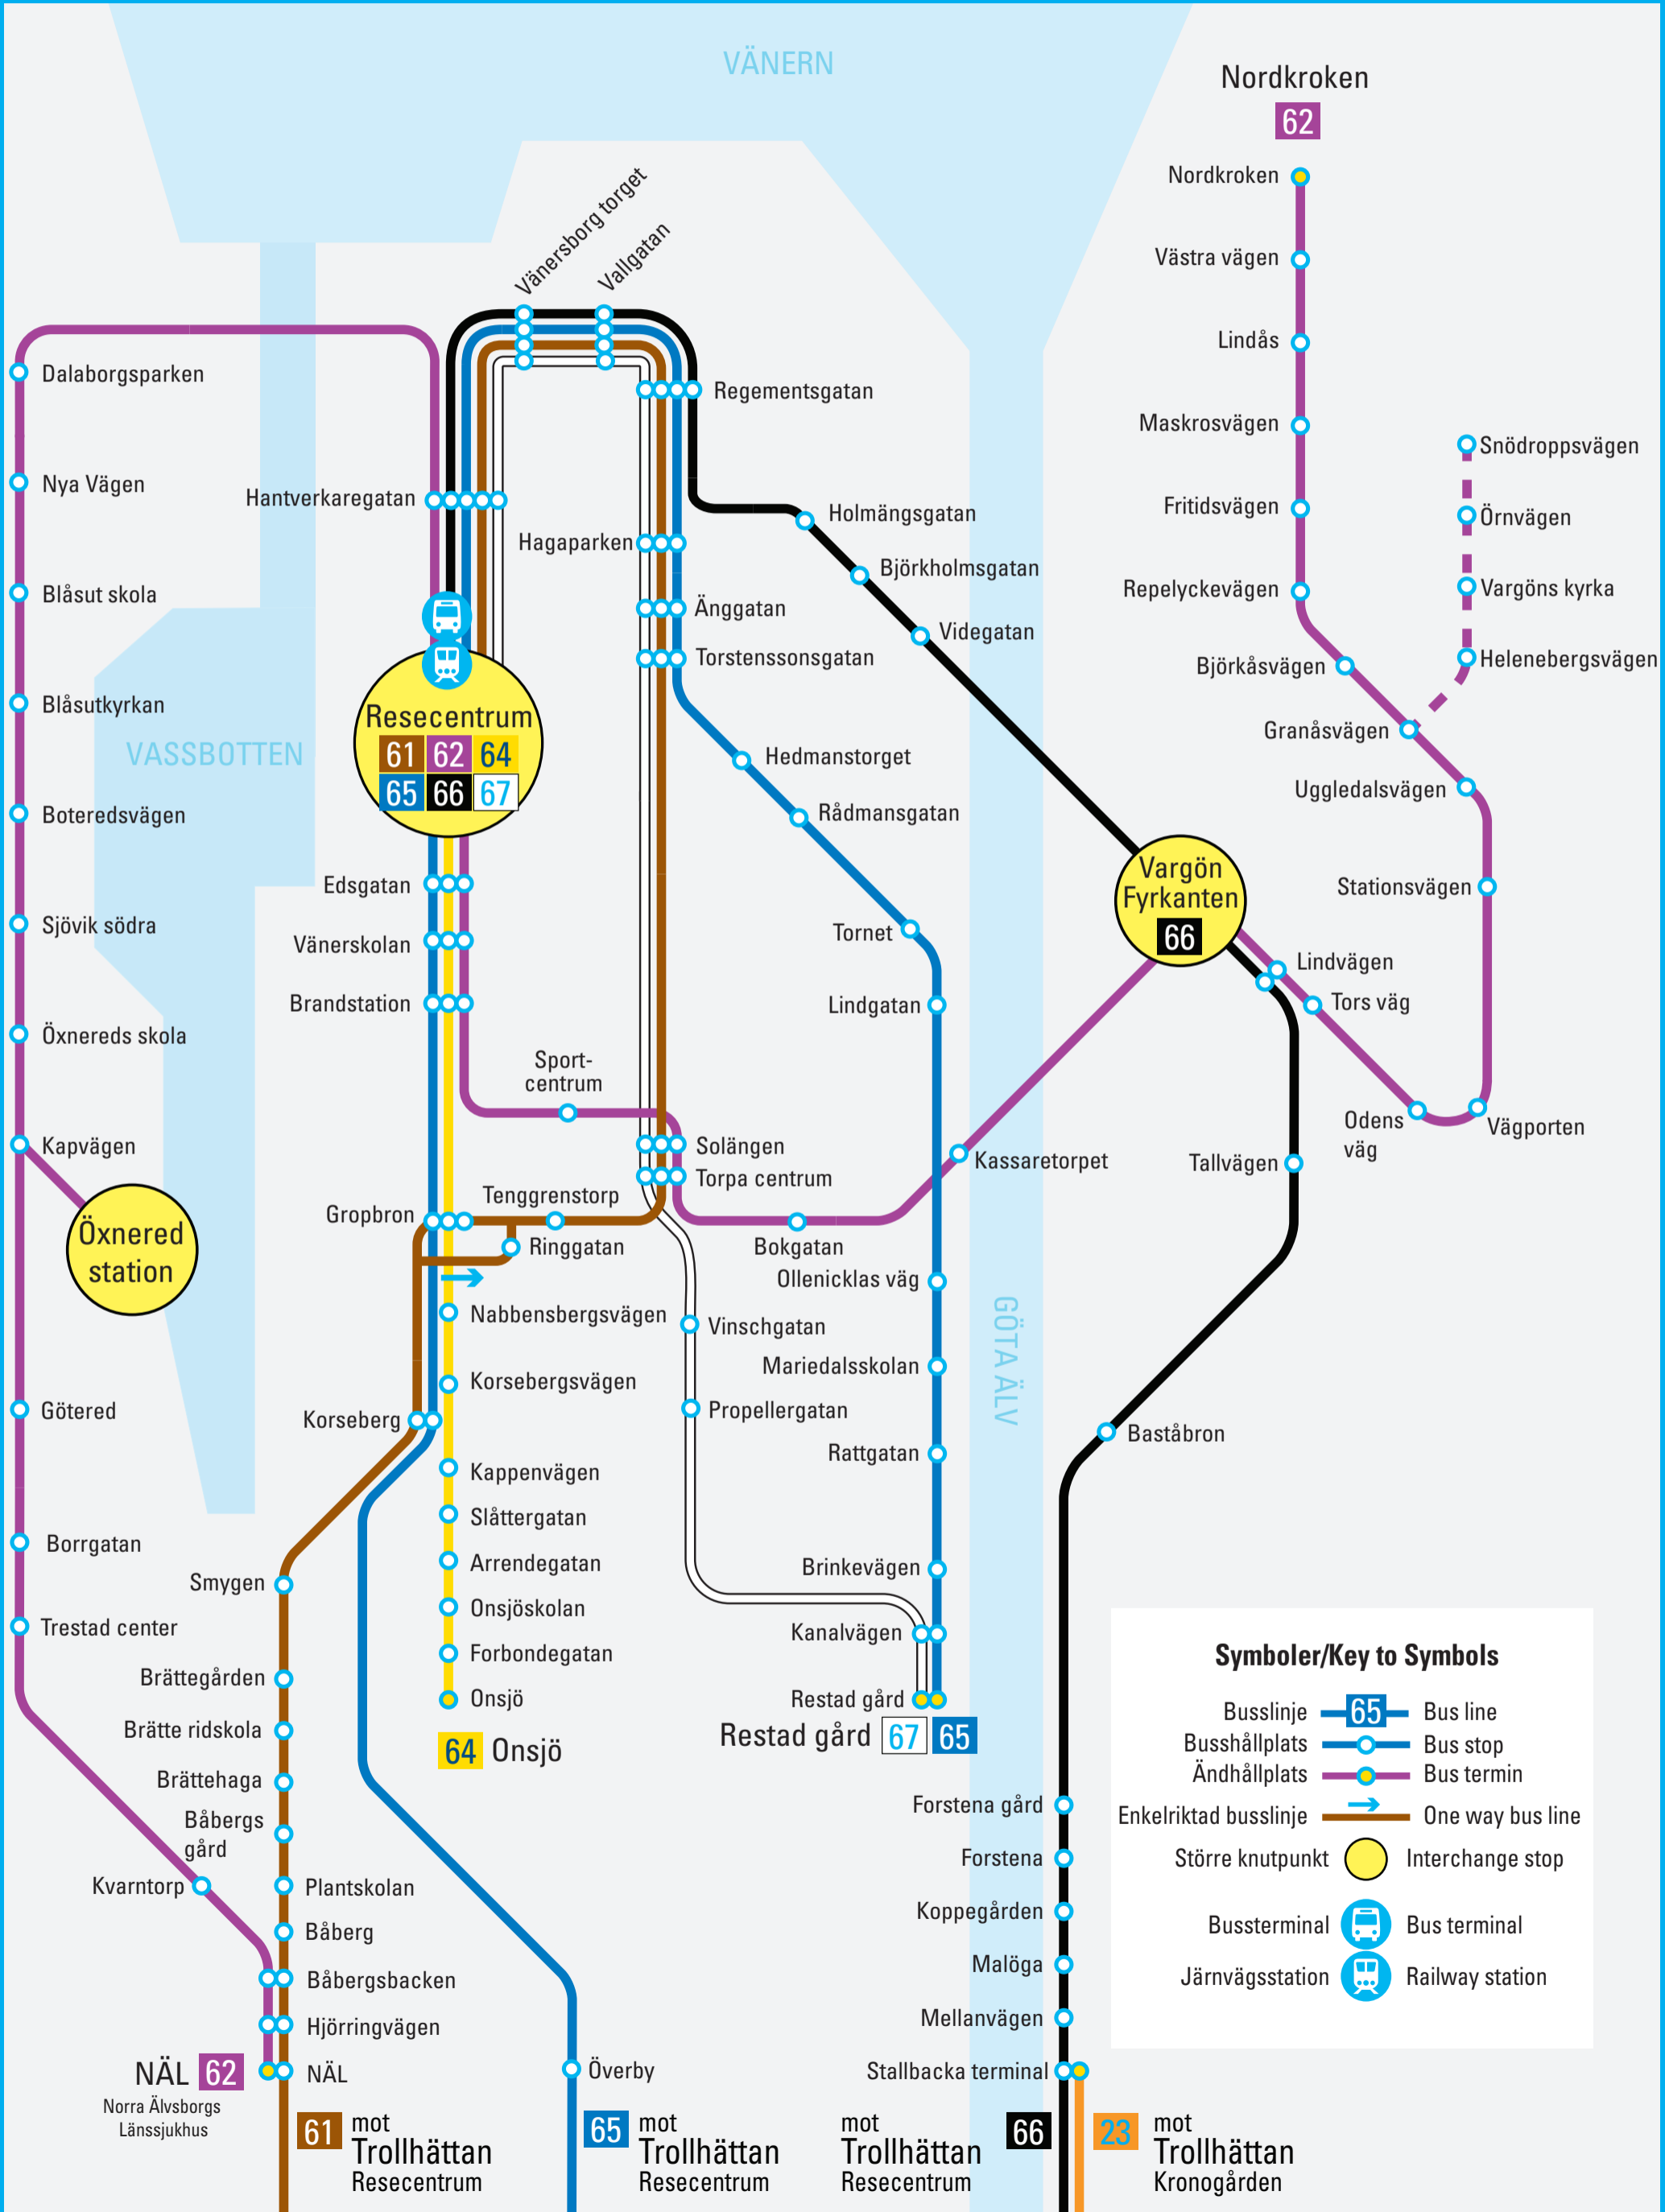 VÄNERN
Nordkroken
62
Nordkroken
Västra vägen
Lindås
Maskrosvägen
Fritidsvägen
Repelyckevägen
Björkåsvägen
Granåsvägen
Uggledalsvägen
Stationsvägen
Snödroppsvägen
Örnvägen
Vargöns kyrka
Helenebergsvägen
Vänersborg torget
Vallgatan
Regementsgatan
Hantverkaregatan
Hagaparken
Änggatan
Torstenssonsgatan
Holmängsgatan
Björkholmsgatan
Videgatan
Hedmanstorget
Rådmansgatan
Tornet
Lindgatan
Dalaborgsparken
Nya Vägen
Blåsut skola
Blåsutkyrkan
Boteredsvägen
Sjövik södra
Öxnereds skola
Kapvägen
Öxnered
station
Götered
Borrgatan
Trestad center
Kvarntorp
VASSBOTTEN
Resecentrum
61 62 64
65 66 67
Edsgatan
Vänerskolan
Brandstation
Sport-
centrum
Solängen
Torpa centrum
Tenggrenstorp
Gropbron
Ringgatan
Bokgatan
Kassaretorpet
Vargön
Fyrkanten
66
Lindvägen
Tors väg
Odens
väg
Vägporten
Tallvägen
Baståbron
GÖTA ÄLV
Nabbensbergsvägen
Korsebergsvägen
Korseberg
Kappenvägen
Slåttergatan
Arrendegatan
Onsjöskolan
Forbondegatan
Onsjö
64 Onsjö
Vinschgatan
Propellergatan
Ollenicklas väg
Mariedalsskolan
Rattgatan
Brinkevägen
Kanalvägen
Restad gård
Restad gård 67 65
Smygen
Brättegården
Brätte ridskola
Brättehaga
Båbergs
gård
Plantskolan
Båberg
Båbergsbacken
Hjörringvägen
NÄL
NÄL 62
Norra Älvsborgs
Länssjukhus
61 mot
Trollhättan
Resecentrum
Överby
65 mot
Trollhättan
Resecentrum
Forstena gård
Forstena
Koppegården
Malöga
Mellanvägen
Stallbacka terminal
mot
Trollhättan
Resecentrum
66
23 mot
Trollhättan
Kronogården
Symboler/Key to Symbols
Busslinje 65 Bus line
Busshållplats Bus stop
Ändhållplats Bus termin
Enkelriktad busslinje One way bus line
Större knutpunkt Interchange stop
Bussterminal Bus terminal
Järnvägsstation Railway station